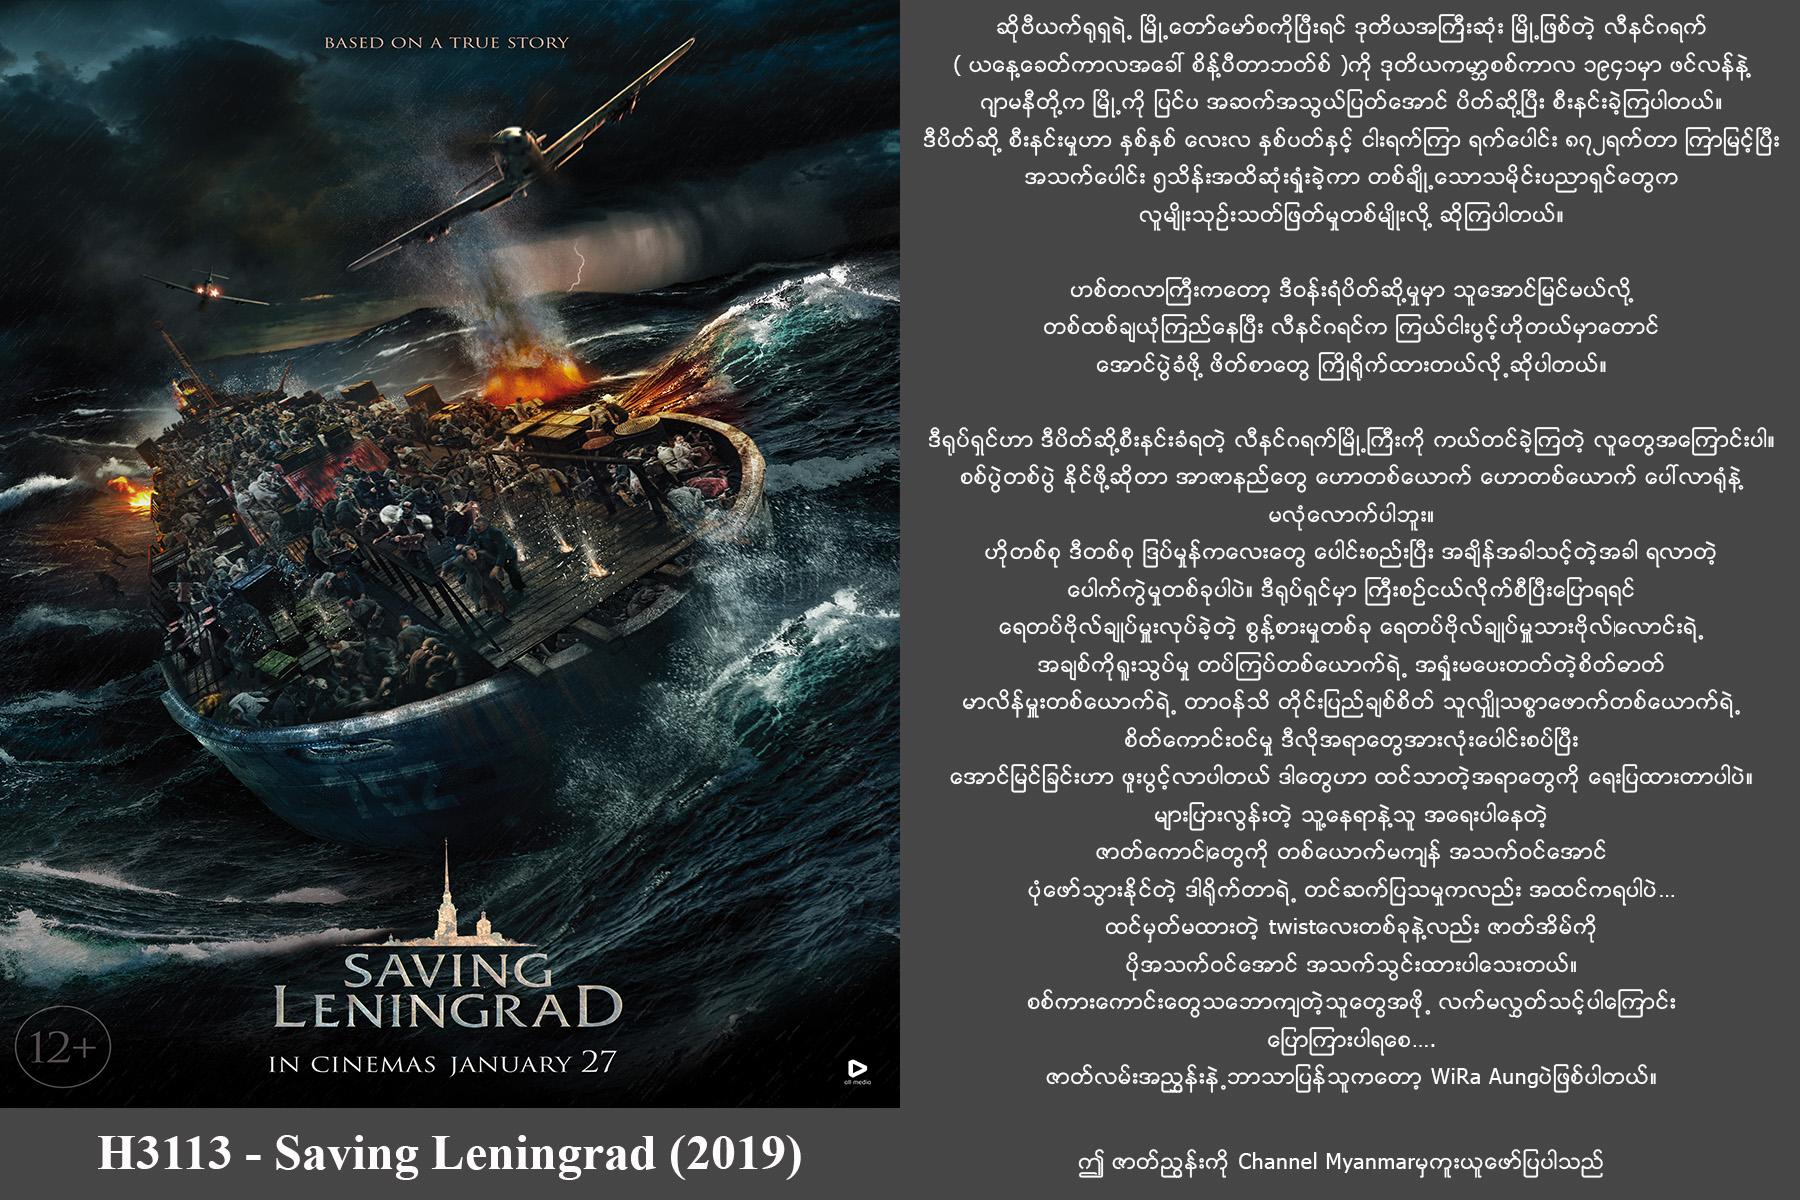 BASED ON A TRUE STORY
752
SAVING
LENINGRAD
IN CINEMAS JANUARY 27
12+
all media
H3113 - Saving Leningrad (2019)
ဆိုဗီယက်ရုရှရဲ့ မြို့တော်မော်စကိုပြီးရင် ဒုတိယအကြီးဆုံး မြို့ဖြစ်တဲ့ လီနင်ဂရက်
( ယနေ့ခေတ်ကာလအခေါ် စိန့်ပီတာဘတ်စ် )ကို ဒုတိယကမ္ဘာစစ်ကာလ ၁၉၄၁မှာ ဖင်လန်နဲ့
ဂျာမနီတို့က မြို့ကို ပြင်ပ အဆက်အသွယ်ပြတ်အောင် ပိတ်ဆို့ပြီး စီးနင်းခဲ့ကြပါတယ်။
ဒီပိတ်ဆို့ စီးနင်းမှုဟာ နှစ်နှစ် လေးလ နှစ်ပတ်နှင့် ငါးရက်ကြာ ရက်ပေါင်း ၈၇၂ရက်တာ ကြာမြင့်ပြီး
အသက်ပေါင်း ၅သိန်းအထိဆုံးရှုံးခဲ့ကာ တစ်ချို့သောသမိုင်းပညာရှင်တွေက
လူမျိုးသုဉ်းသတ်ဖြတ်မှုတစ်မျိုးလို့ ဆိုကြပါတယ်။
ဟစ်တလာကြီးကတော့ ဒီဝန်းရံပိတ်ဆို့မှုမှာ သူအောင်မြင်မယ်လို့
တစ်ထစ်ချယုံကြည်နေပြီး လီနင်ဂရင်က ကြယ်ငါးပွင့်ဟိုတယ်မှာတောင်
အောင်ပွဲခံဖို့ ဖိတ်စာတွေ ကြိုရိုက်ထားတယ်လို့ဆိုပါတယ်။
ဒီရုပ်ရှင်ဟာ ဒီပိတ်ဆို့စီးနင်းခံရတဲ့ လီနင်ဂရက်မြို့ကြီးကို ကယ်တင်ခဲ့ကြတဲ့ လူတွေအကြောင်းပါ။
စစ်ပွဲတစ်ပွဲ နိုင်ဖို့ဆိုတာ အာဇာနည်တွေ ဟောတစ်ယောက် ဟောတစ်ယောက် ပေါ်လာရုံနဲ့
မလုံလောက်ပါဘူး။
ဟိုတစ်စု ဒီတစ်စု ဒြပ်မှုန်ကလေးတွေ ပေါင်းစည်းပြီး အချိန်အခါသင့်တဲ့အခါ ရလာတဲ့
ပေါက်ကွဲမှုတစ်ခုပါပဲ။ ဒီရုပ်ရှင်မှာ ကြီးစဉ်ငယ်လိုက်စီပြီးပြောရရင်
ရေတပ်ဗိုလ်ချုပ်မှူးလုပ်ခဲ့တဲ့ စွန့်စားမှုတစ်ခု ရေတပ်ဗိုလ်ချုပ်မှူသားဗိုလ်လောင်းရဲ့
အချစ်ကိုရူးသွပ်မှု တပ်ကြပ်တစ်ယောက်ရဲ့ အရှုံးမပေးတတ်တဲ့စိတ်ဓာတ်
မာလိန်မှူးတစ်ယောက်ရဲ့ တာဝန်သိ တိုင်းပြည်ချစ်စိတ် သူလျှိုသစ္စာဖောက်တစ်ယောက်ရဲ့
စိတ်ကောင်းဝင်မှု ဒီလိုအရာတွေအားလုံးပေါင်းစပ်ပြီး
အောင်မြင်ခြင်းဟာ ဖူးပွင့်လာပါတယ် ဒါတွေဟာ ထင်သာတဲ့အရာတွေကို ရေးပြထားတာပါပဲ။
များပြားလွန်းတဲ့ သူ့နေရာနဲ့သူ အရေးပါနေတဲ့
ဇာတ်ကောင်တွေကို တစ်ယောက်မကျန် အသက်ဝင်အောင်
ပုံဖော်သွားနိုင်တဲ့ ဒါရိုက်တာရဲ့ တင်ဆက်ပြသမှုကလည်း အထင်ကရပါပဲ...
ထင်မှတ်မထားတဲ့ twistလေးတစ်ခုနဲ့လည်း ဇာတ်အိမ်ကို
ပိုအသက်ဝင်အောင် အသက်သွင်းထားပါသေးတယ်။
စစ်ကားကောင်းတွေသဘောကျတဲ့သူတွေအဖို့ လက်မလွှတ်သင့်ပါကြောင်း
ပြောကြားပါရစေ....
ဇာတ်လမ်းအညွှန်းနဲ့ဘာသာပြန်သူကတော့ WiRa Aungပဲဖြစ်ပါတယ်။
ဤ ဇာတ်ညွှန်းကို Channel Myanmarမှကူးယူဖော်ပြပါသည်